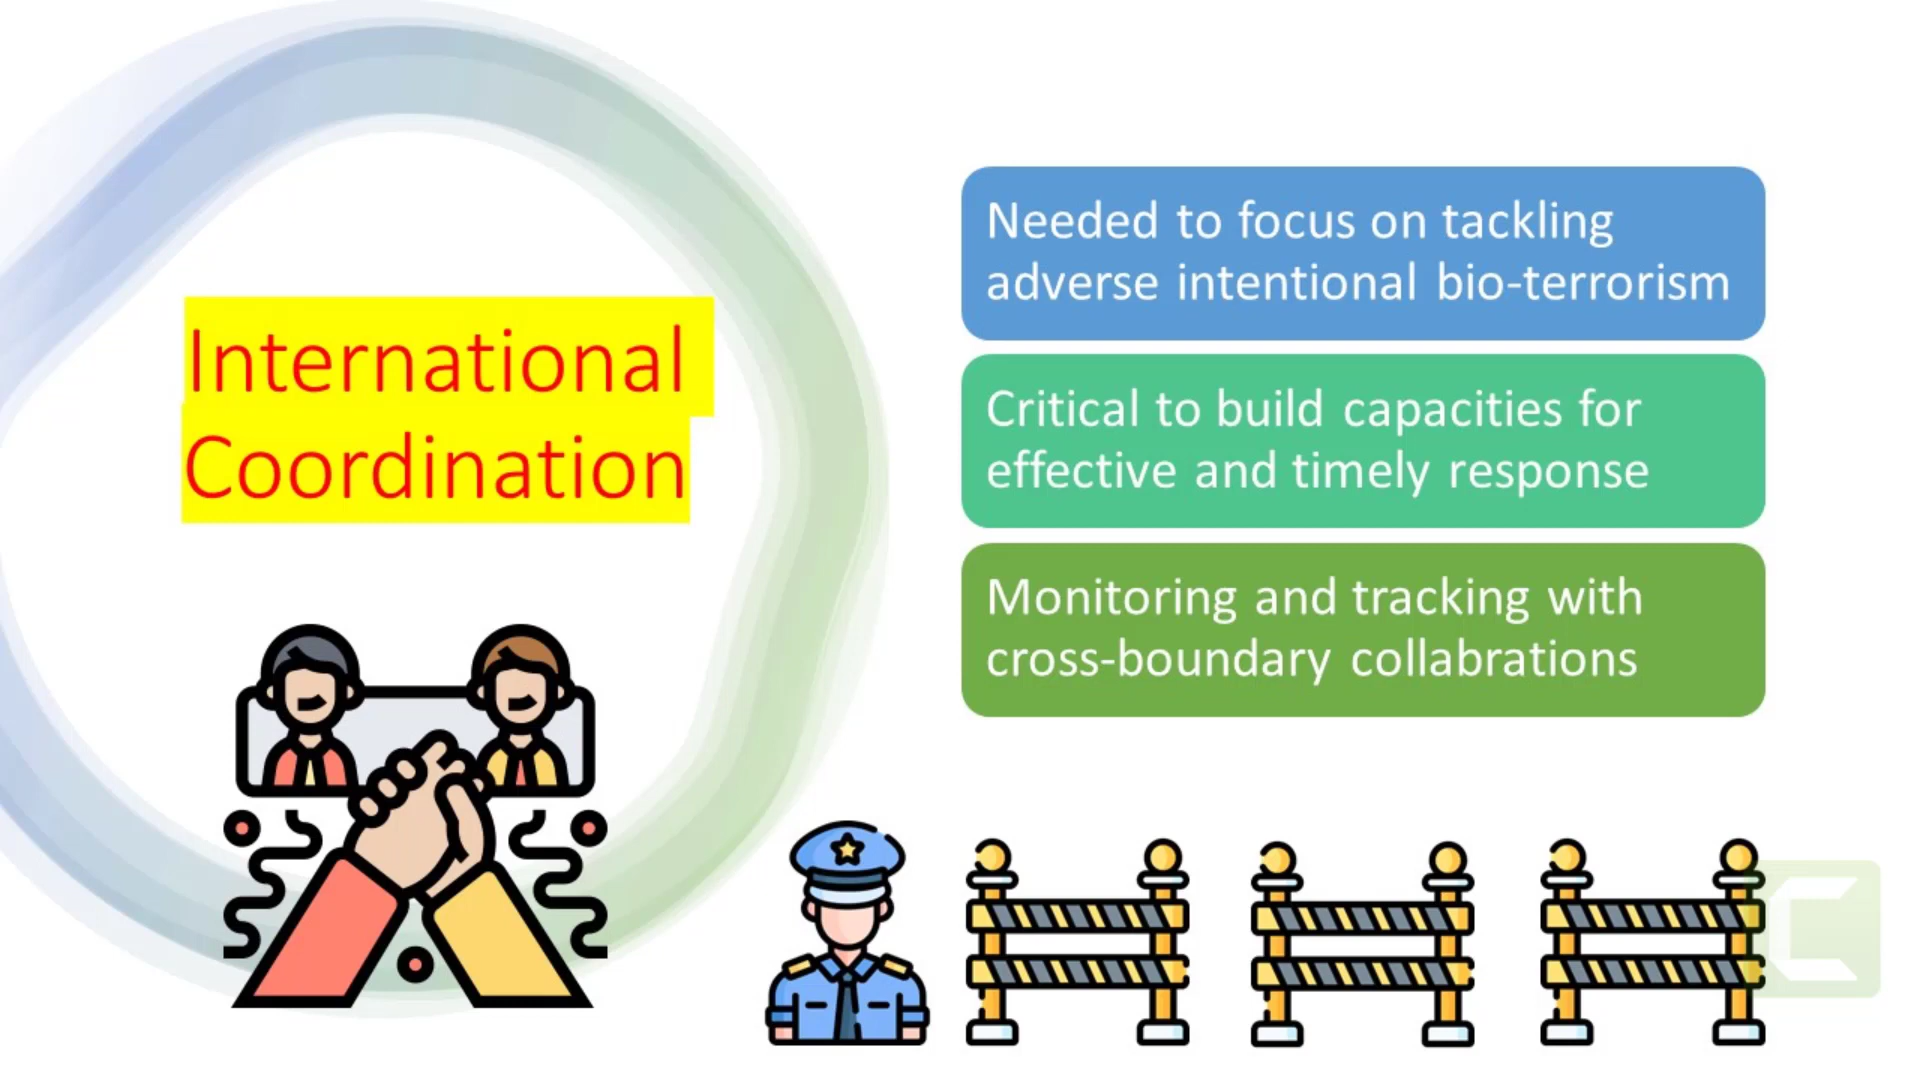 International
Coordination
Needed to focus on tackling
adverse intentional bio-terrorism
Critical to build capacities for
effective and timely response
Monitoring and tracking with
cross-boundary collabrations